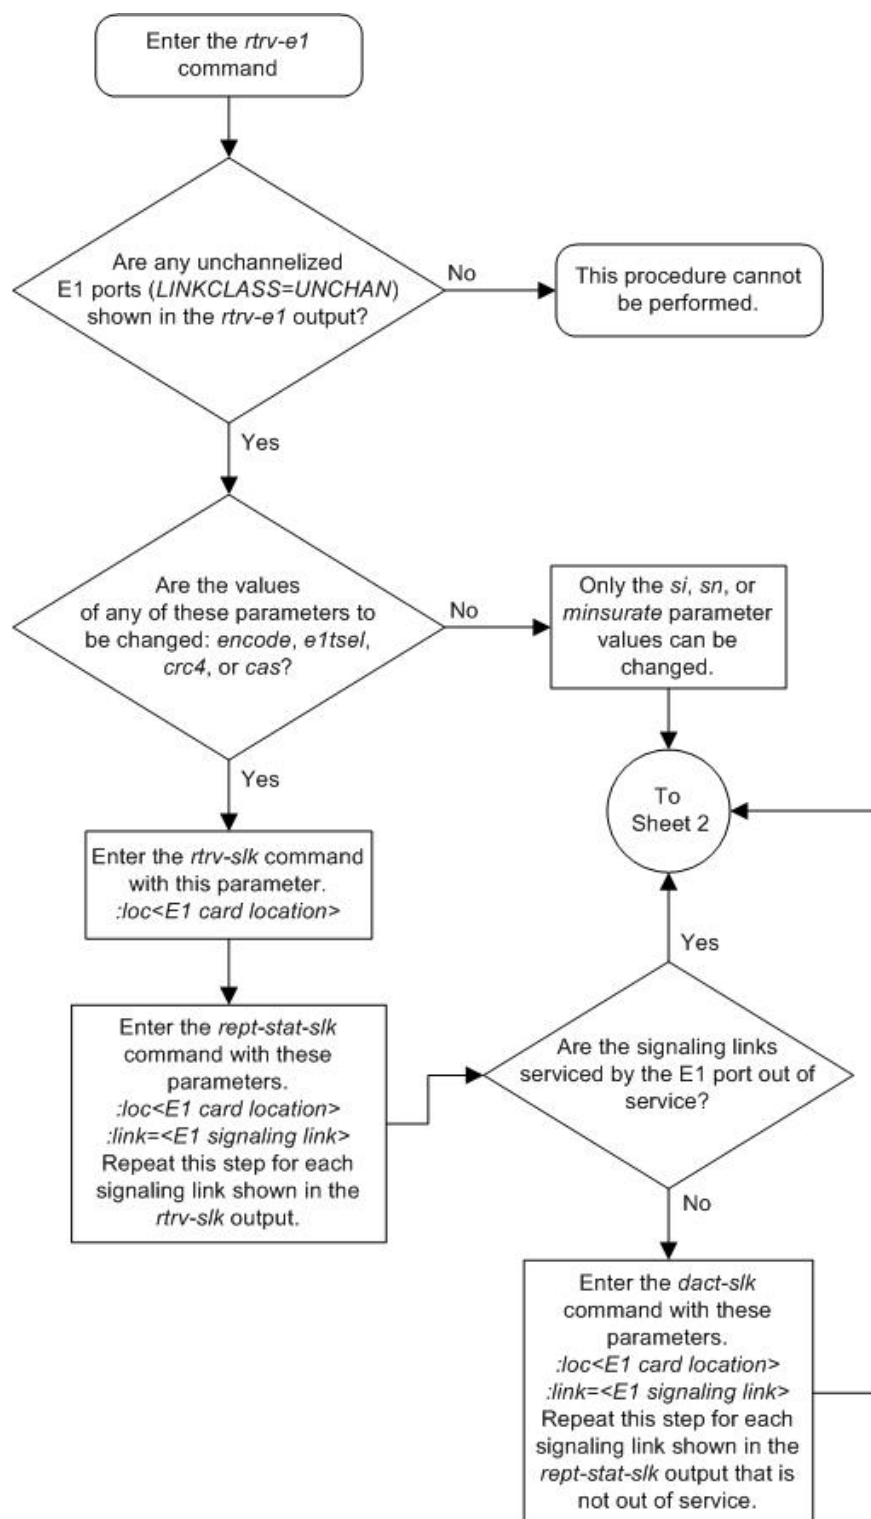 Enter the rtrv-e1
command
Are any unchannelized
E1 ports (LINKCLASS=UNCHAN)
shown in the rtrv-e1 output?
No
This procedure cannot
be performed.
Yes
Are the values
of any of these parameters to
be changed: encode, e1tsel,
crc4, or cas?
No
Only the si, sn, or
minsurate parameter
values can be
changed.
Yes
To
Sheet 2
Enter the rtrv-slk command
with this parameter.
:loc<E1 card location>
Yes
Enter the rept-stat-slk
command with these
parameters.
:loc<E1 card location>
:link=<E1 signaling link>
Repeat this step for each
signaling link shown in the
rtrv-slk output.
Are the signaling links
serviced by the E1 port out of
service?
No
Enter the dact-slk
command with these
parameters.
:loc<E1 card location>
:link=<E1 signaling link>
Repeat this step for each
signaling link shown in the
rept-stat-slk output that is
not out of service.